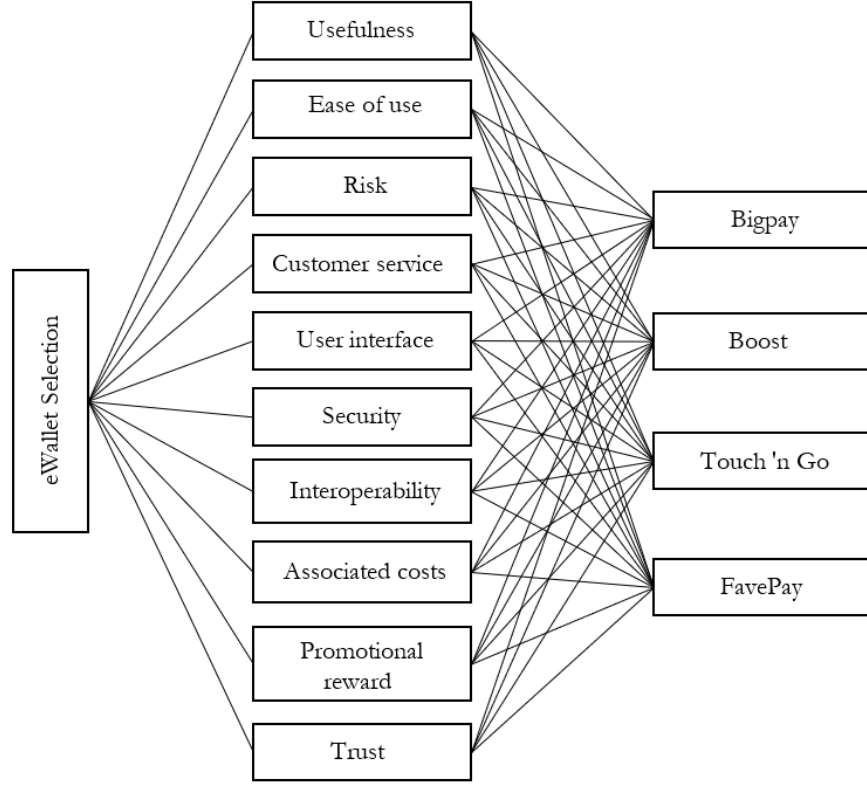 eWallet Selection
Usefulness
Ease of use
Risk
Customer service
User interface
Security
Interoperability
Associated costs
Promotional
reward
Trust
Bigpay
Boost
Touch 'n Go
FavePay